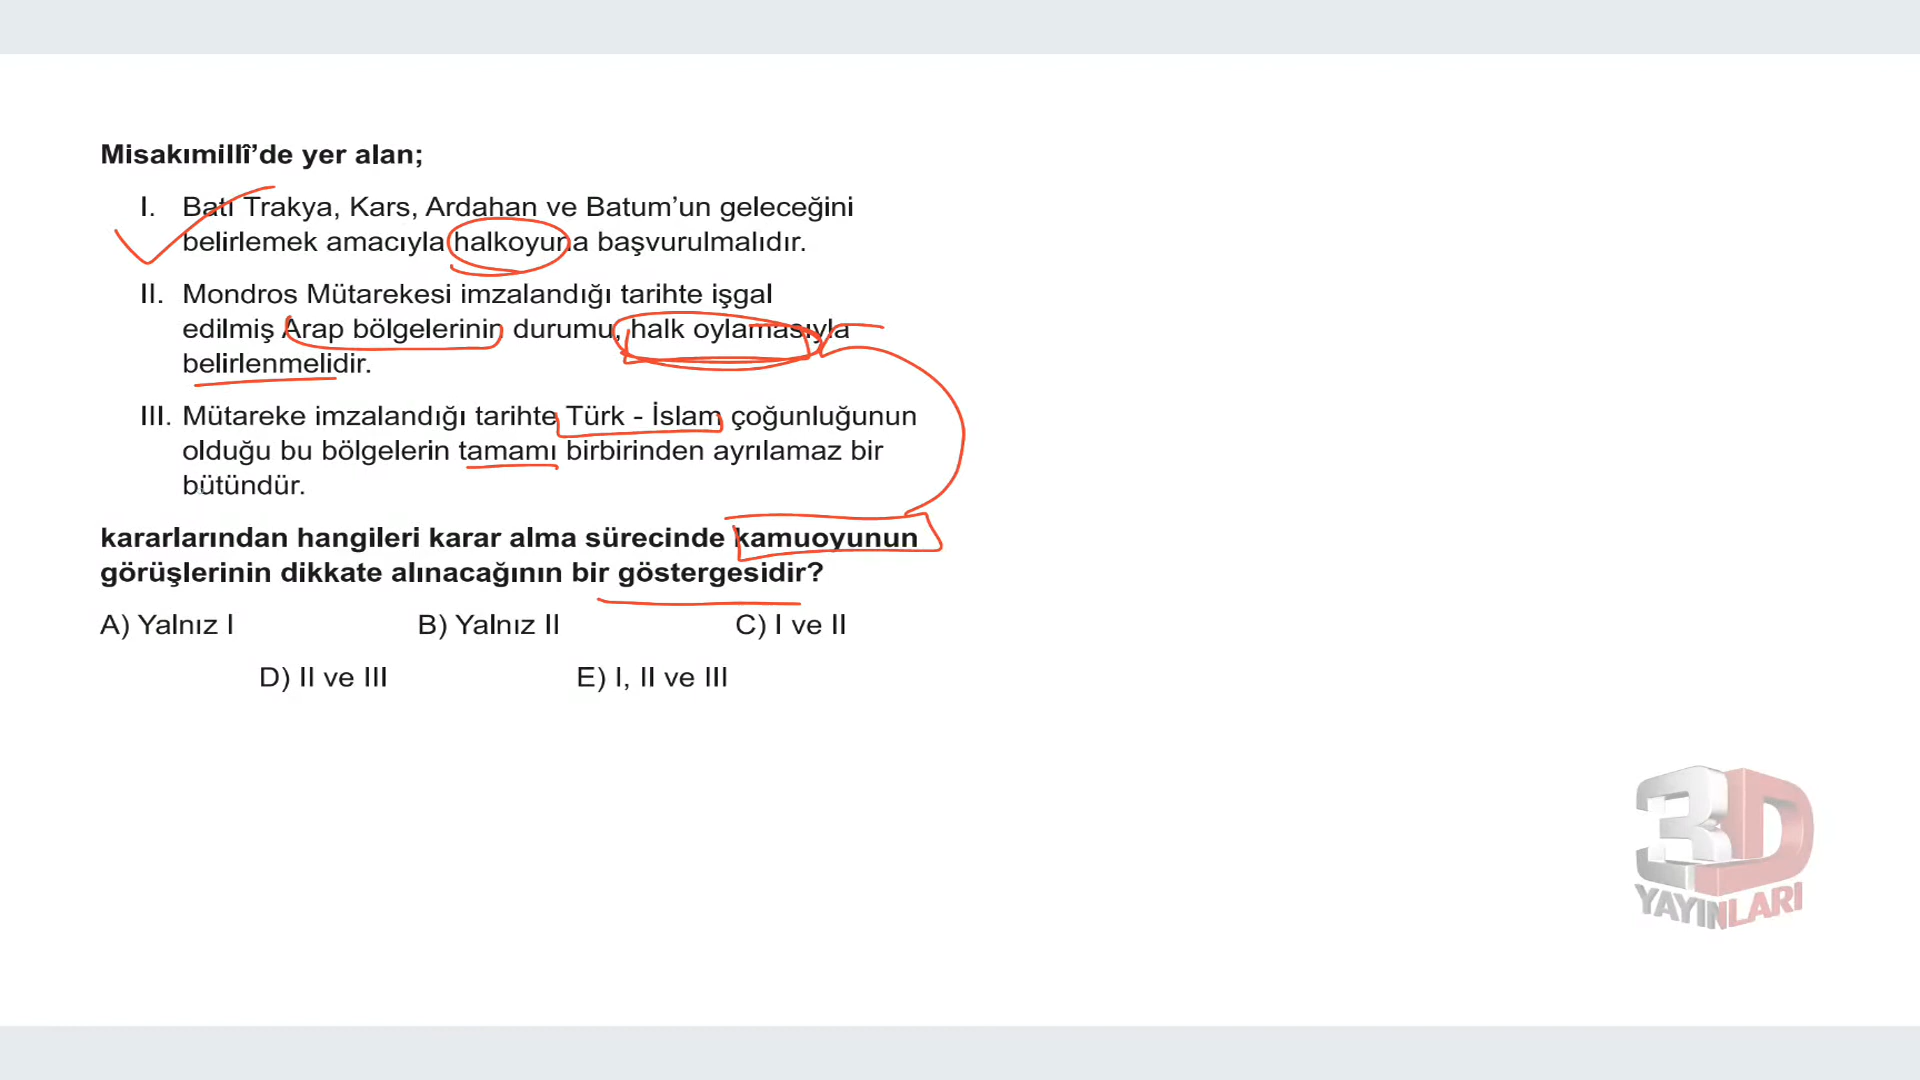 Misakımillî’de yer alan;
I. Batı Trakya, Kars, Ardahan ve Batum’un geleceğini
belirlemek amacıyla halkoyuna başvurulmalıdır.
II. Mondros Mütarekesi imzalandığı tarihte işgal
edilmiş Arap bölgelerinin durumu, halk oylamasıyla
belirlenmelidir.
III. Mütareke imzalandığı tarihte Türk - İslam çoğunluğunun
olduğu bu bölgelerin tamamı birbirinden ayrılamaz bir
bütündür.
kararlarından hangileri karar alma sürecinde kamuoyunun
görüşlerinin dikkate alınacağının bir göstergesidir?
A) Yalnız I B) Yalnız II C) I ve II
D) II ve III E) I, II ve III
3D
YAYINLARI